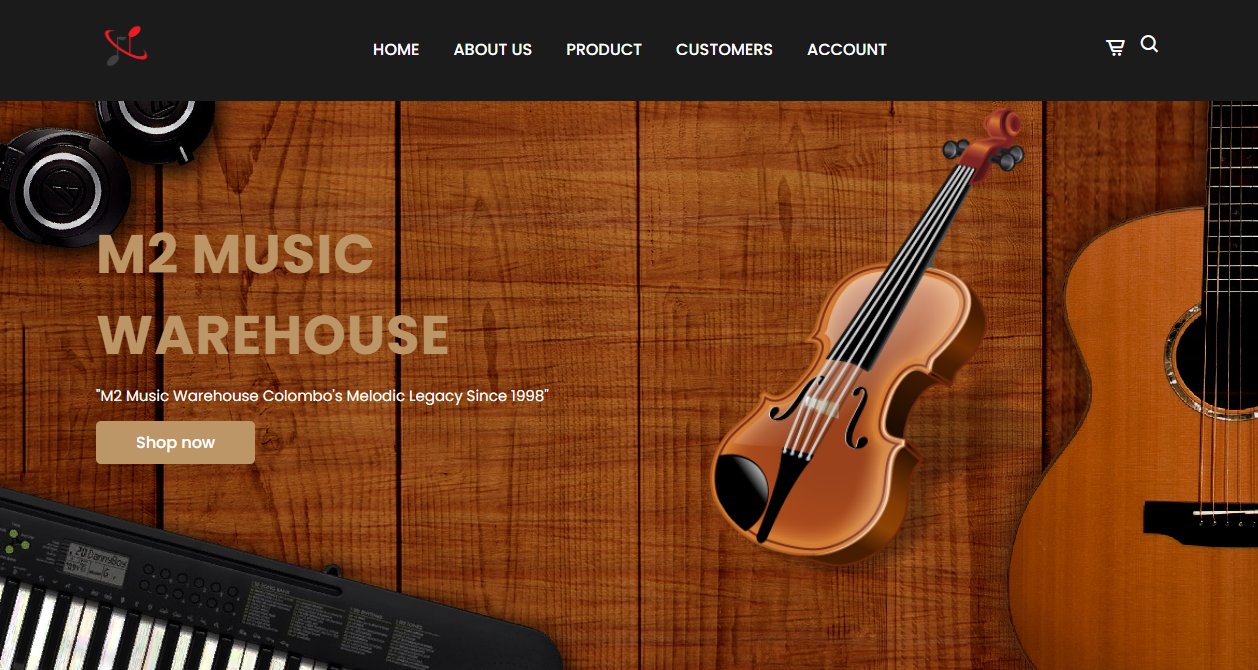 HOME ABOUT US PRODUCT CUSTOMERS ACCOUNT
M2 MUSIC
WAREHOUSE
"M2 Music Warehouse Colombo's Melodic Legacy Since 1998"
Shop now
DannyBoy